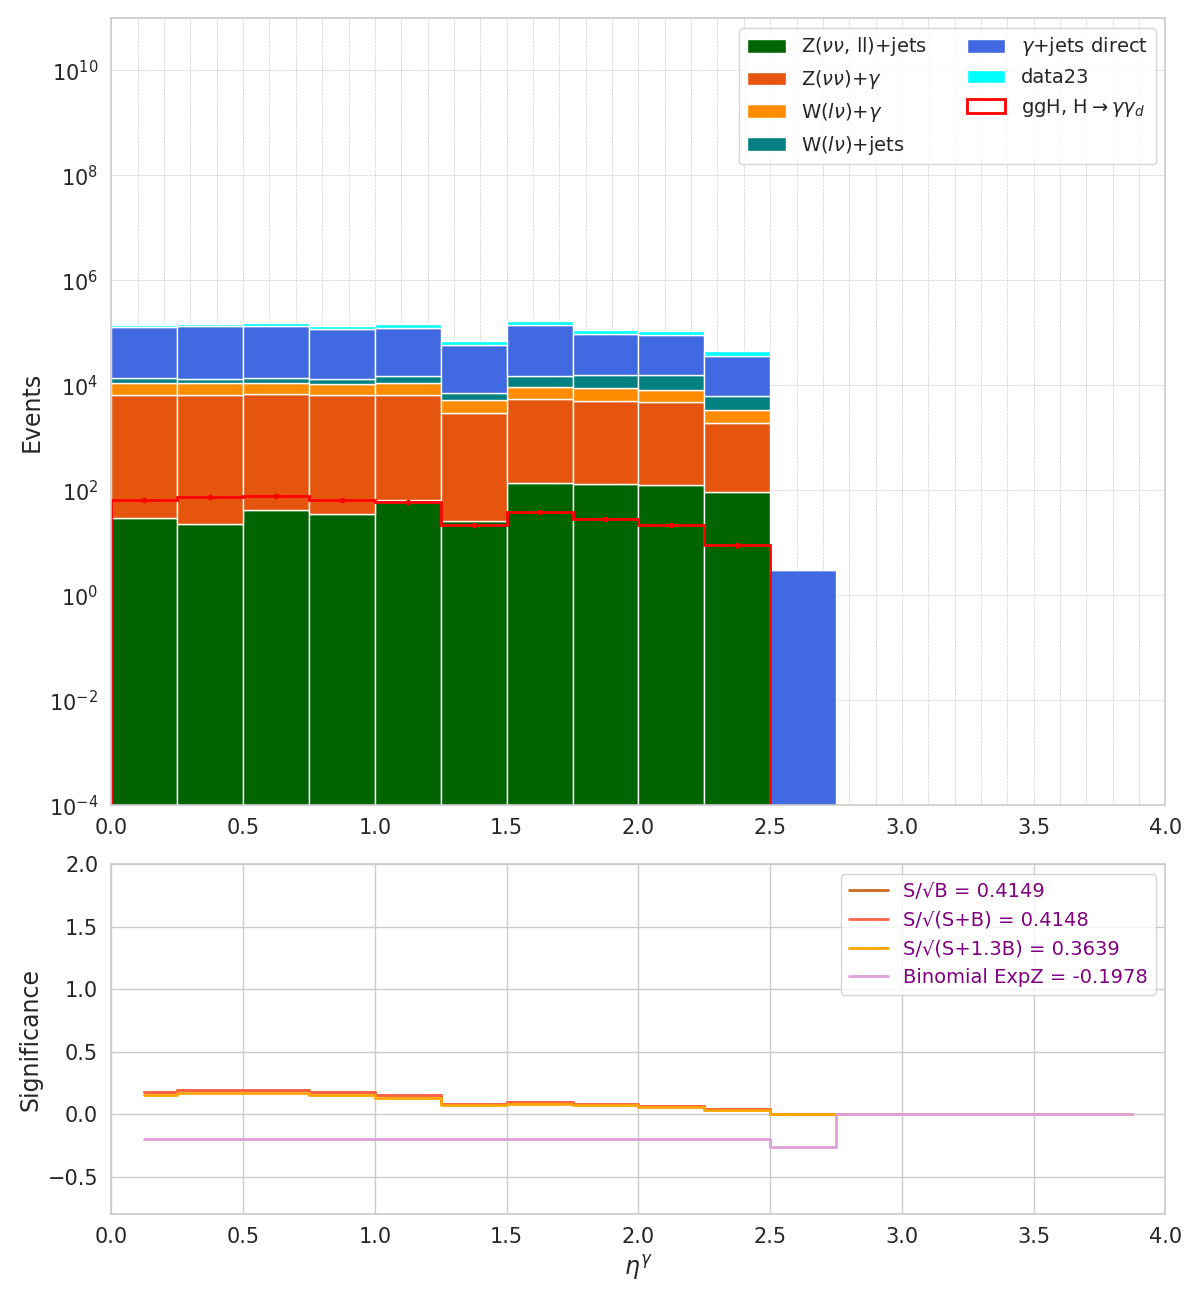 Z(νν, ll)+jets
Z(νν)+γ
W(lν)+γ
W(lν)+jets
γ+jets direct
data23
ggH, H→γγ_d
Events
10^10
10^8
10^6
10^4
10^2
10^0
10^−2
10^−4
0.0 0.5 1.0 1.5 2.0 2.5 3.0 3.5 4.0
S/√B = 0.4149
S/√(S+B) = 0.4148
S/√(S+1.3B) = 0.3639
Binomial ExpZ = -0.1978
Significance
2.0
1.5
1.0
0.5
0.0
−0.5
0.0 0.5 1.0 1.5 2.0 2.5 3.0 3.5 4.0
η^γ